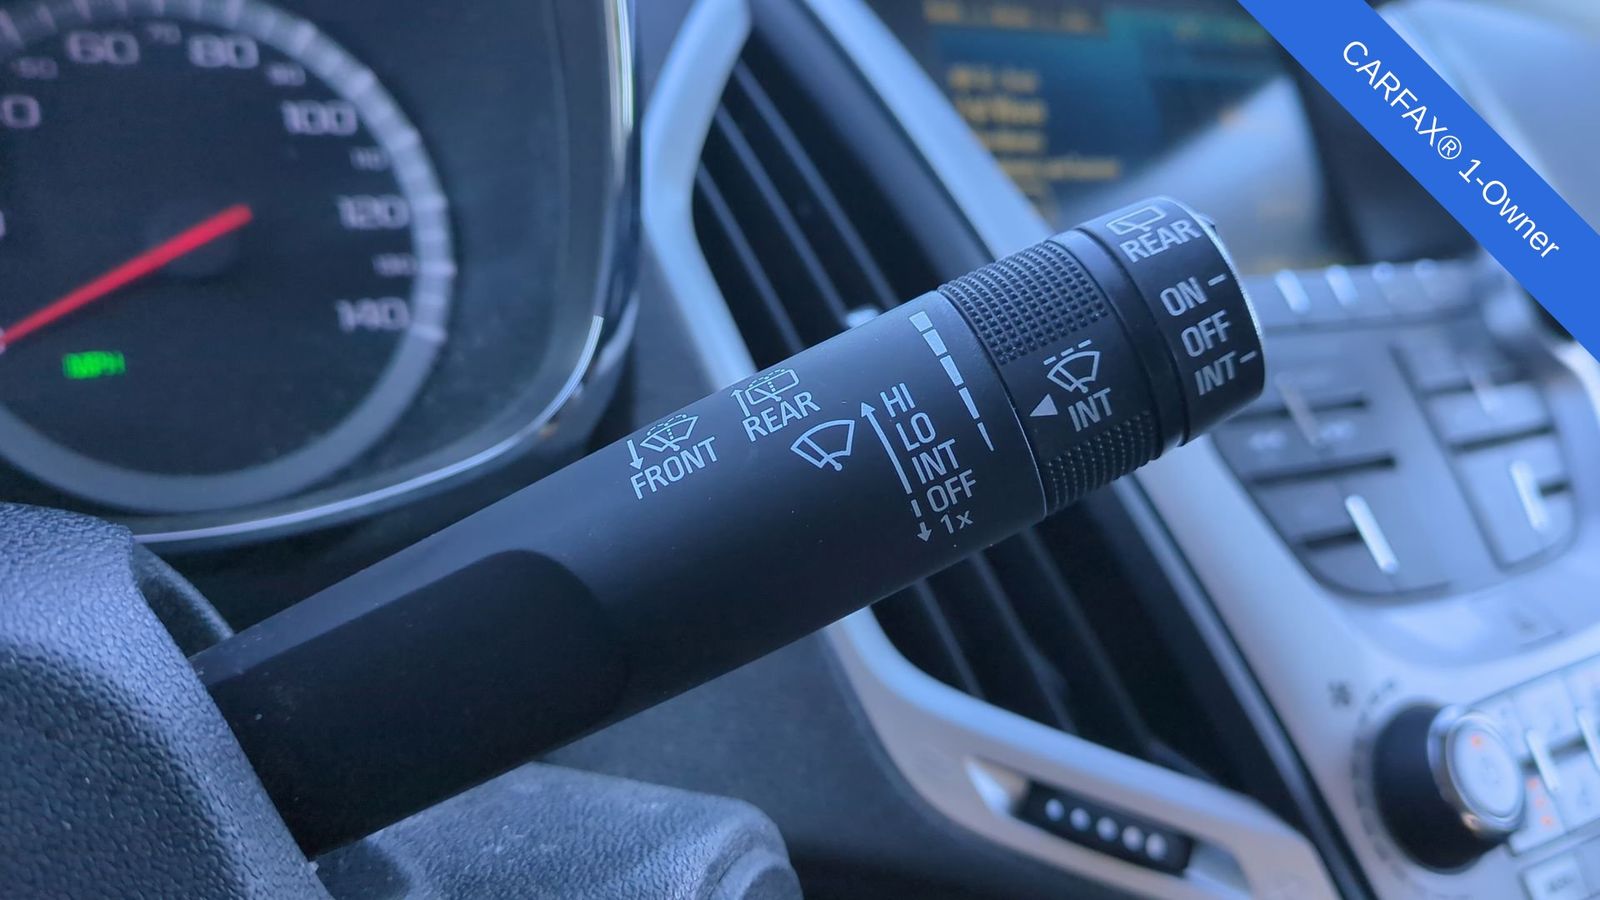 60 80
100
120
140
MPH
FRONT
REAR
HI
LO
INT
OFF
1x
INT
REAR
ON
OFF
INT
CARFAX® 1-Owner